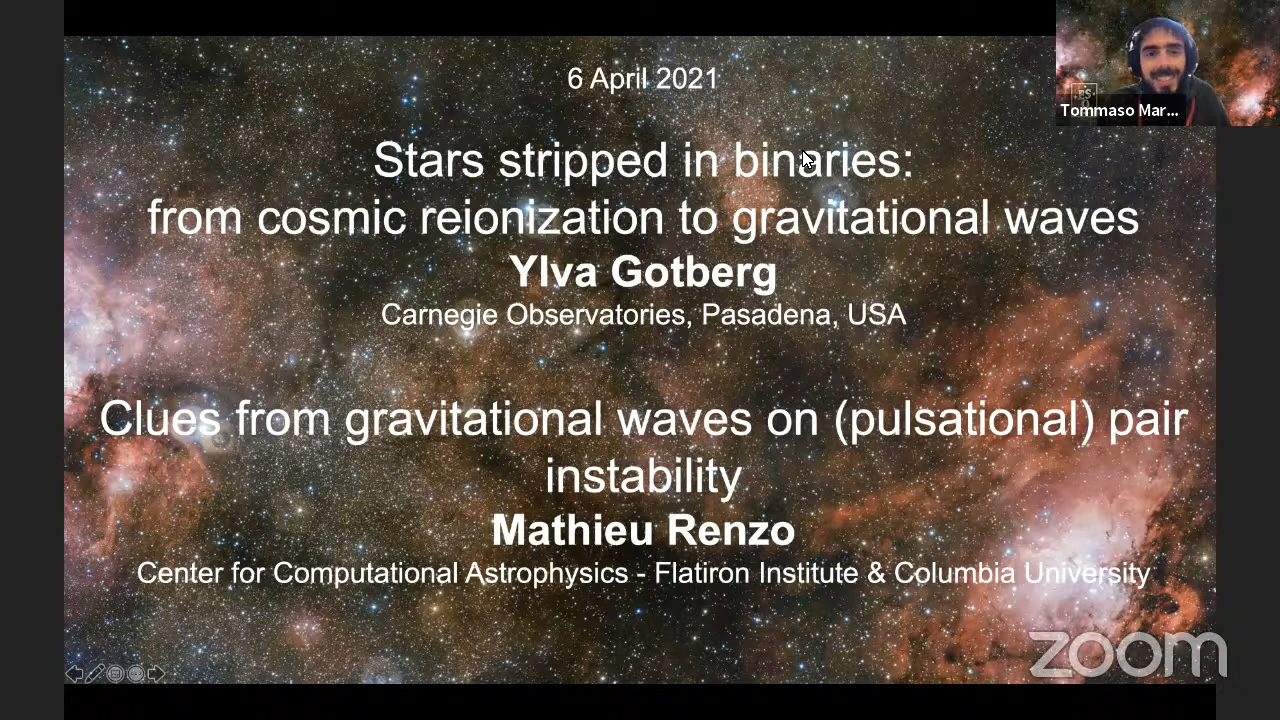 6 April 2021
Tommaso Mar...
Stars stripped in binaries:
from cosmic reionization to gravitational waves
Ylva Gotberg
Carnegie Observatories, Pasadena, USA
Clues from gravitational waves on (pulsational) pair
instability
Mathieu Renzo
Center for Computational Astrophysics - Flatiron Institute & Columbia University
zoom